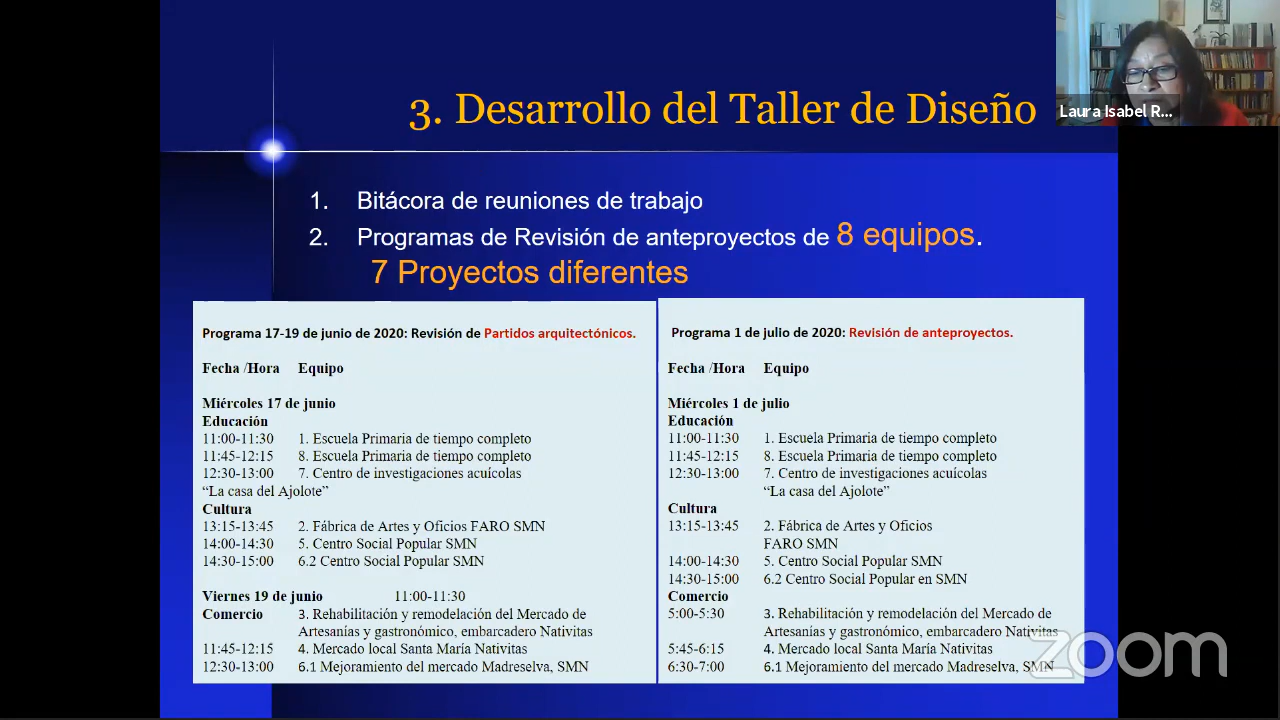 3. Desarrollo del Taller de Diseño
Laura Isabel R...
1. Bitácora de reuniones de trabajo
2. Programas de Revisión de anteproyectos de 8 equipos.
7 Proyectos diferentes
Programa 17-19 de junio de 2020: Revisión de Partidos arquitectónicos.
Fecha /Hora Equipo
Miércoles 17 de junio
Educación
11:00-11:30 1. Escuela Primaria de tiempo completo
11:45-12:15 8. Escuela Primaria de tiempo completo
12:30-13:00 7. Centro de investigaciones acuícolas
“La casa del Ajolote”
Cultura
13:15-13:45 2. Fábrica de Artes y Oficios FARO SMN
14:00-14:30 5. Centro Social Popular SMN
14:30-15:00 6.2 Centro Social Popular SMN
Viernes 19 de junio 11:00-11:30
Comercio 3. Rehabilitación y remodelación del Mercado de
Artesanías y gastronómico, embarcadero Nativitas
11:45-12:15 4. Mercado local Santa María Nativitas
12:30-13:00 6.1 Mejoramiento del mercado Madreselva, SMN
Programa 1 de julio de 2020: Revisión de anteproyectos.
Fecha /Hora Equipo
Miércoles 1 de julio
Educación
11:00-11:30 1. Escuela Primaria de tiempo completo
11:45-12:15 8. Escuela Primaria de tiempo completo
12:30-13:00 7. Centro de investigaciones acuícolas
“La casa del Ajolote”
Cultura
13:15-13:45 2. Fábrica de Artes y Oficios
FARO SMN
14:00-14:30 5. Centro Social Popular SMN
14:30-15:00 6.2 Centro Social Popular en SMN
Comercio
5:00-5:30 3. Rehabilitación y remodelación del Mercado de
Artesanías y gastronómico, embarcadero Nativitas
5:45-6:15 4. Mercado local Santa María Nativitas
6:30-7:00 6.1 Mejoramiento del mercado Madreselva, SMN
zoom